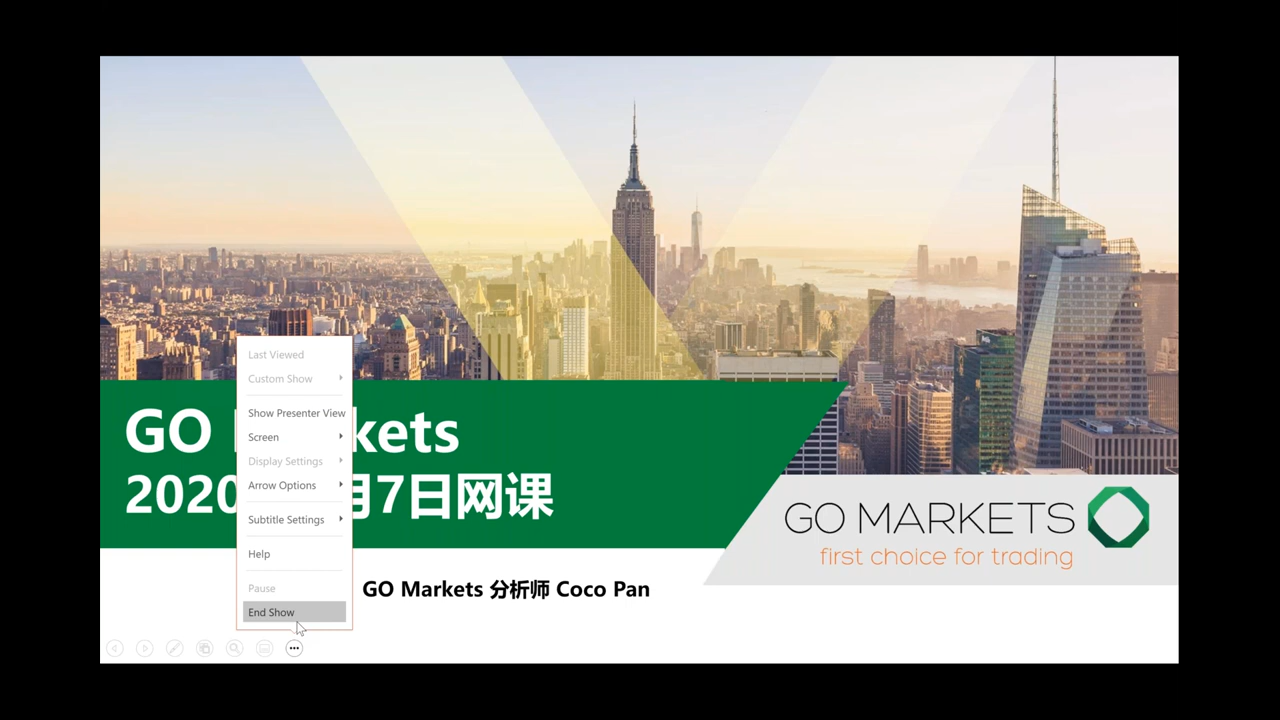 GO kets
2020 月7日网课
GO MARKETS
first choice for trading
GO Markets 分析师 Coco Pan
Last Viewed
Custom Show
Show Presenter View
Screen
Display Settings
Arrow Options
Subtitle Settings
Help
Pause
End Show